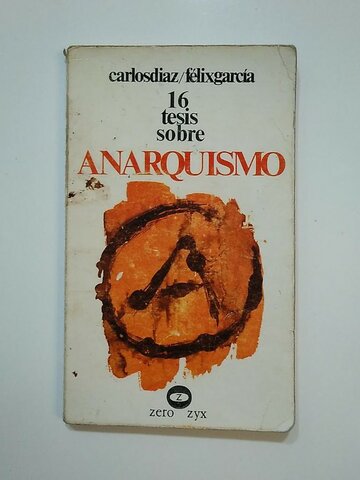 carlosdiaz/félixgarcía
16
tesis
sobre
ANARQUISMO
A
z
zero zyx